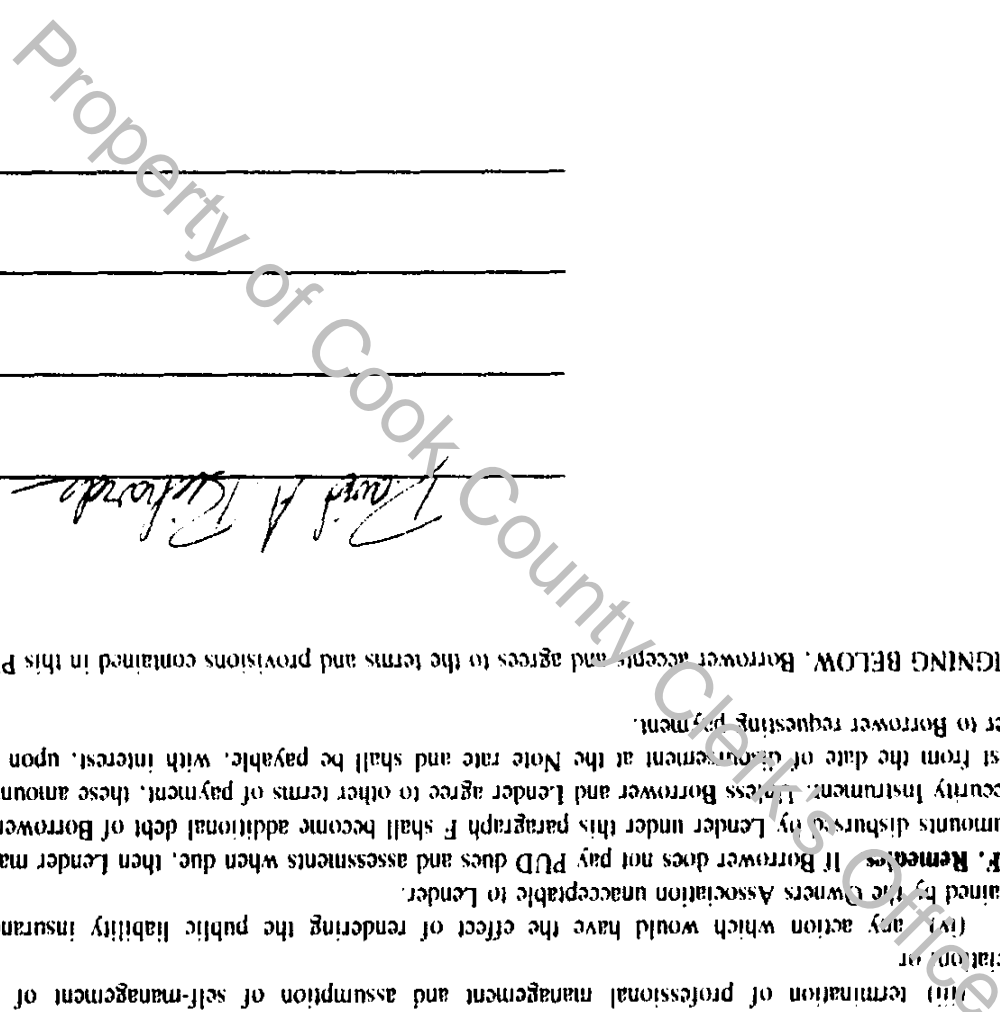 (iii) termination of professional management and assumption of self-management of
ciation; or
(iv) any action which would have the effect of rendering the public liability insuran
tained by the Owners Association unacceptable to Lender.
F. Remedies. If Borrower does not pay PUD dues and assessments when due, then Lender ma
amounts disbursed by Lender under this paragraph F shall become additional debt of Borrower
ecurity Instrument. Unless Borrower and Lender agree to other terms of payment, these amoun
st from the date of disbursement at the Note rate and shall be payable, with interest, upon
er to Borrower requesting payment.
IGNING BELOW, Borrower accepts and agrees to the terms and provisions contained in this P
David A Richards
Property of Cook County Clerk's Office